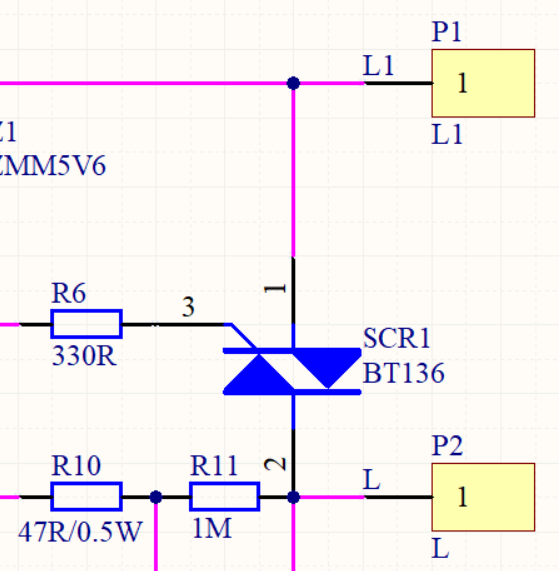 P1
L1
1
L1
Z1
ZMM5V6
1
R6
3
330R
SCR1
BT136
2
P2
R10
R11
L
1
47R/0.5W
1M
L